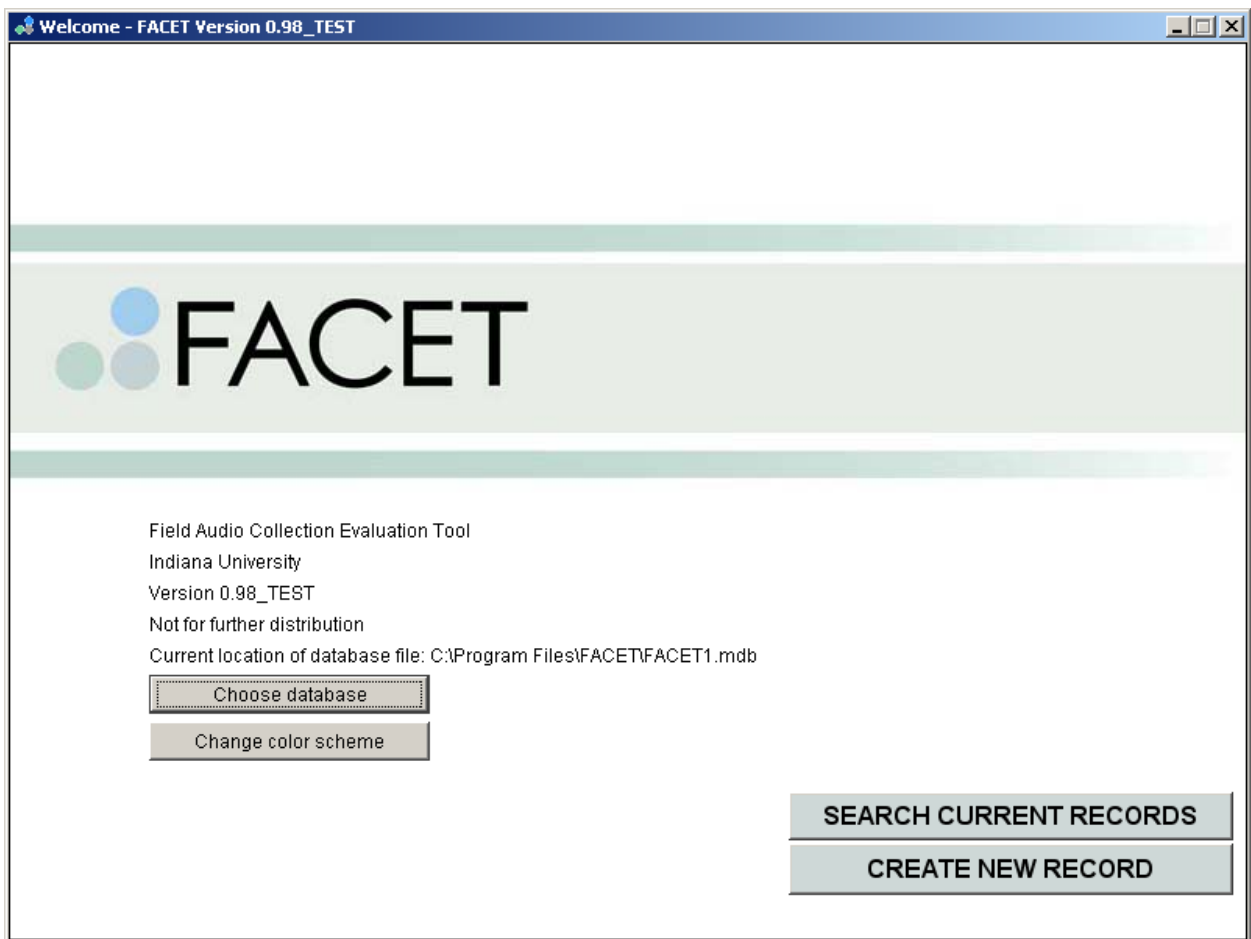 Welcome - FACET Version 0.98_TEST
FACET
Field Audio Collection Evaluation Tool
Indiana University
Version 0.98_TEST
Not for further distribution
Current location of database file: C:\Program Files\FACET\FACET1.mdb
Choose database
Change color scheme
SEARCH CURRENT RECORDS
CREATE NEW RECORD